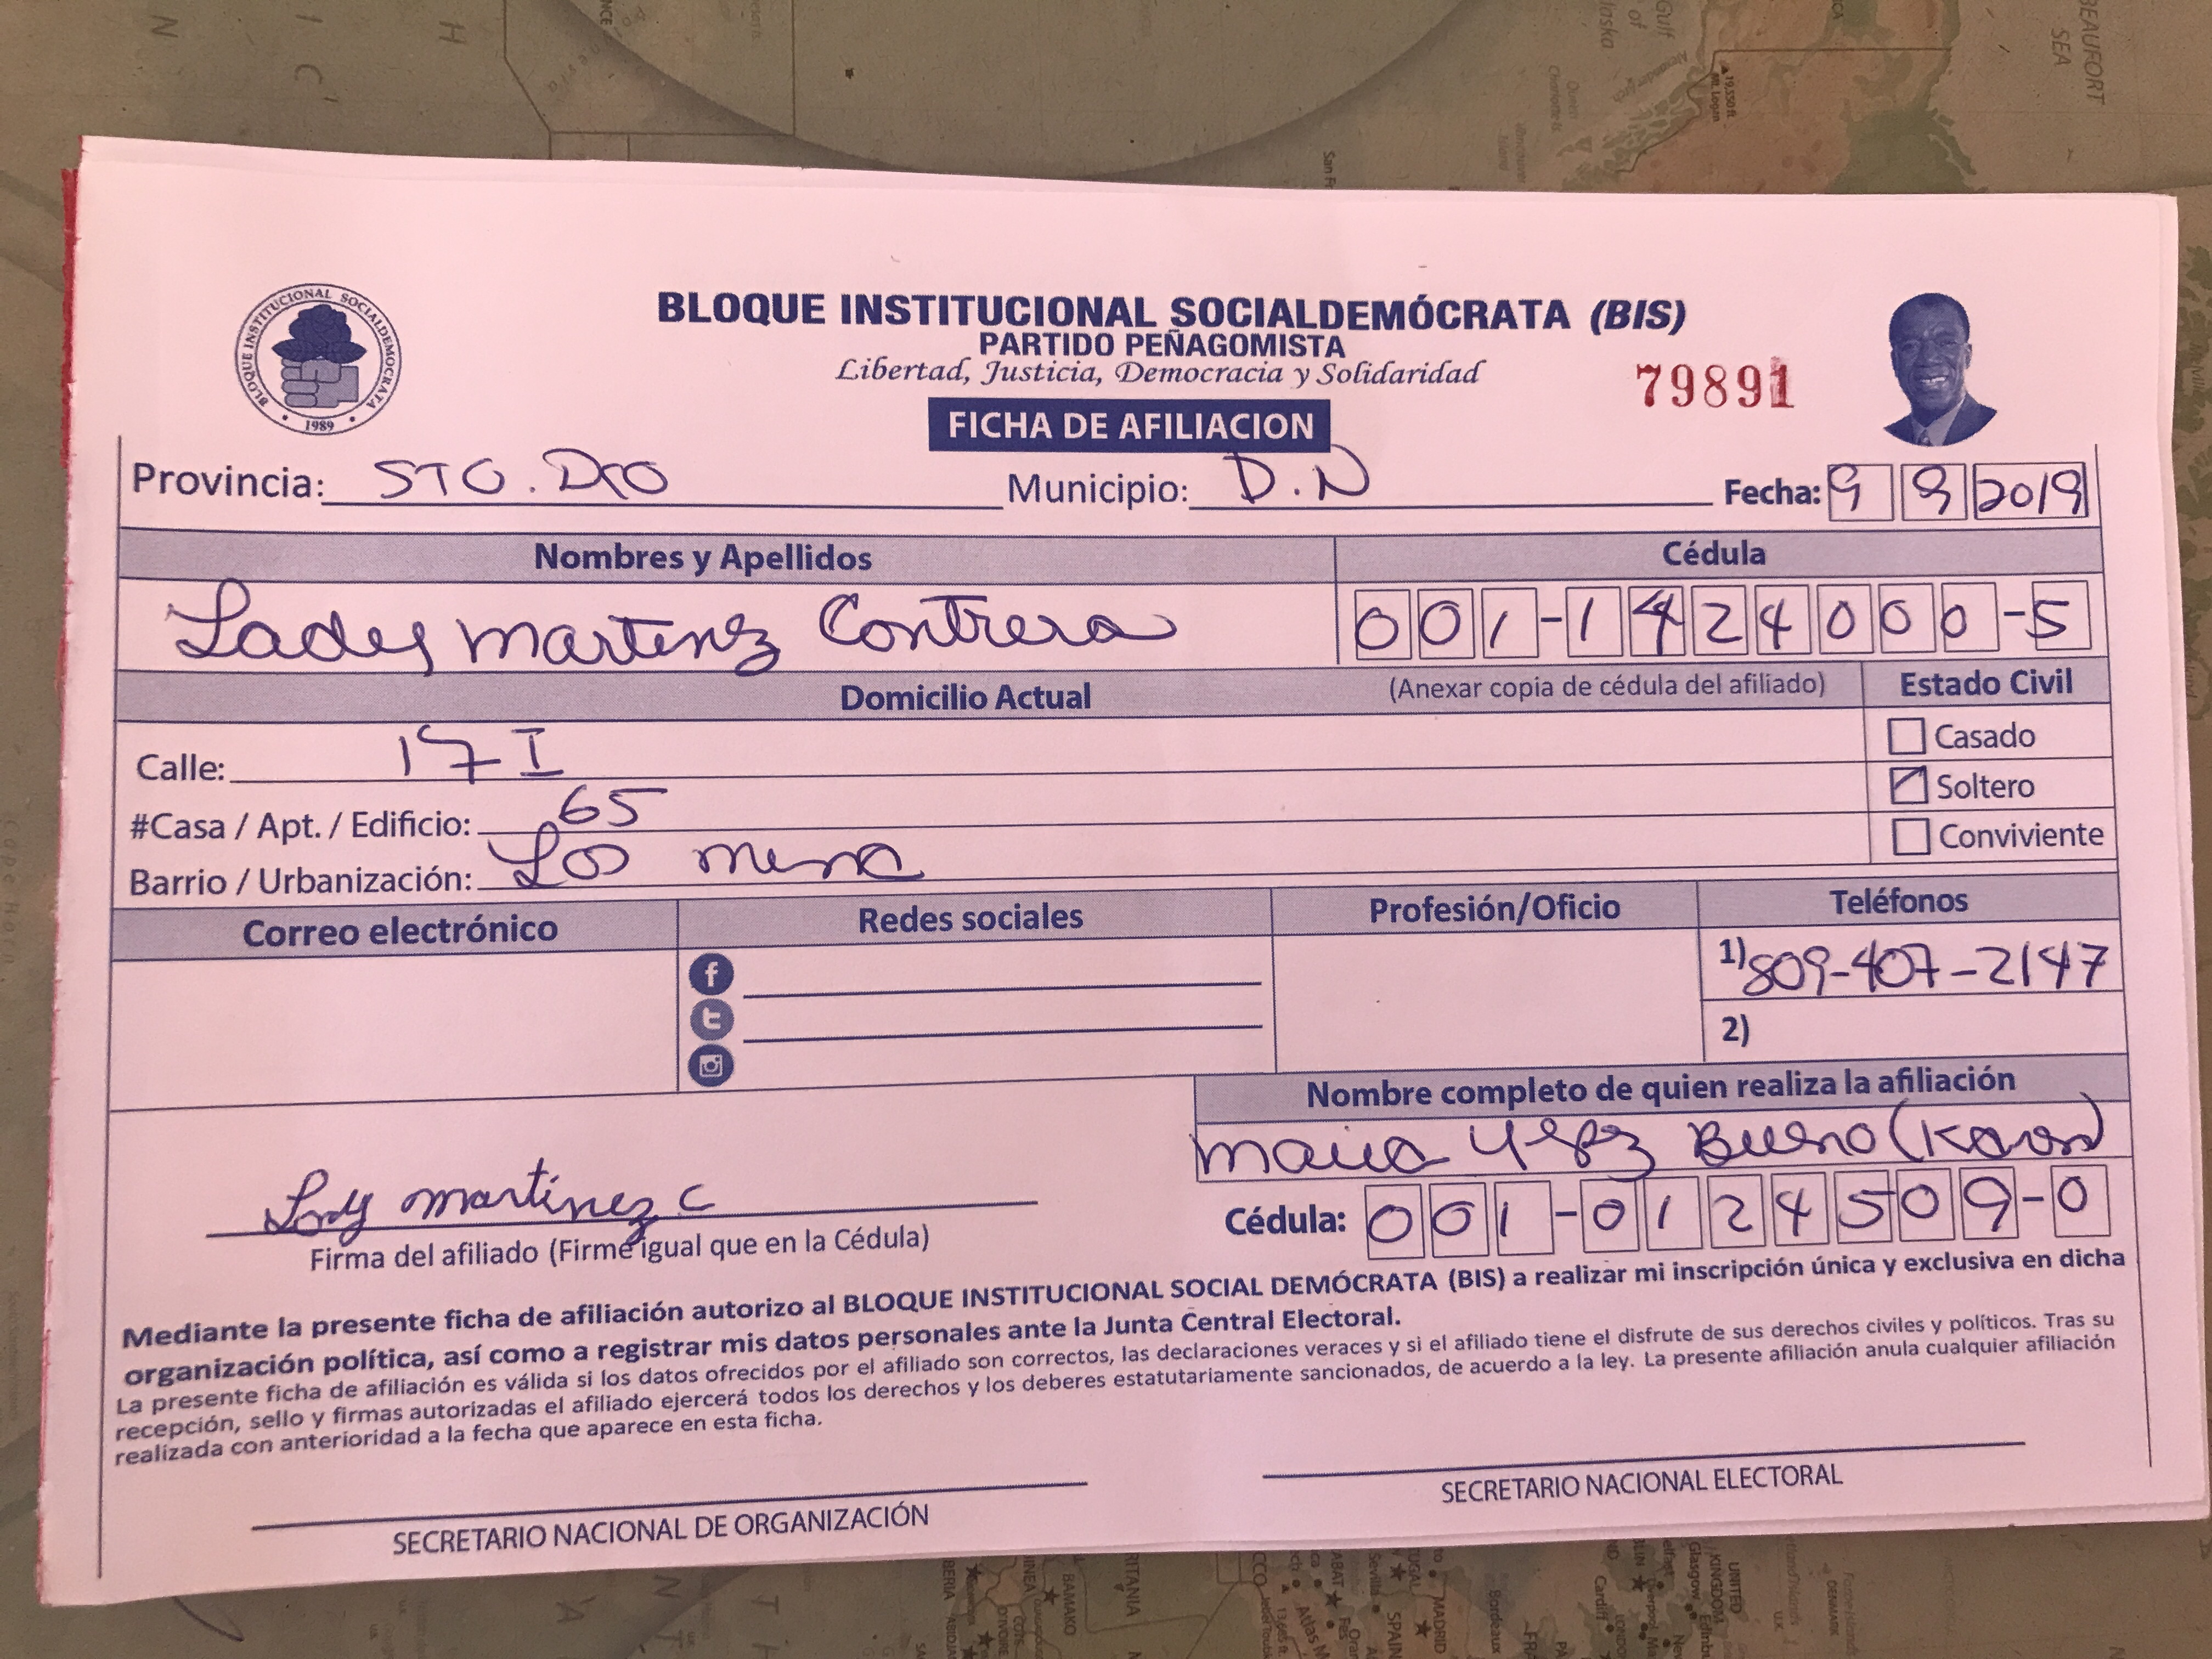 BLOQUE INSTITUCIONAL SOCIALDEMOCRATA
1989
BLOQUE INSTITUCIONAL SOCIALDEMÓCRATA (BIS)
PARTIDO PEÑAGOMISTA
Libertad, Justicia, Democracia y Solidaridad
79891
FICHA DE AFILIACION
Provincia: STO. DGO Municipio: D.N Fecha: 9 9 2019
Nombres y Apellidos Cédula
Ladys Martinez Contrera 001-1424000-5
Domicilio Actual (Anexar copia de cédula del afiliado) Estado Civil
Calle: 17 I Casado
#Casa / Apt. / Edificio: 65 Soltero
Barrio / Urbanización: Los mena Conviviente
Correo electrónico Redes sociales Profesión/Oficio Teléfonos
1) 809-407-2147
2)
Nombre completo de quien realiza la afiliación
Maria Bueno
Martinez C Cédula: 001-0124509-0
Firma del afiliado (Firme igual que en la Cédula)
Mediante la presente ficha de afiliación autorizo al BLOQUE INSTITUCIONAL SOCIAL DEMÓCRATA (BIS) a realizar mi inscripción única y exclusiva en dicha
organización política, así como a registrar mis datos personales ante la Junta Central Electoral.
La presente ficha de afiliación es válida si los datos ofrecidos por el afiliado son correctos, las declaraciones veraces y si el afiliado tiene el disfrute de sus derechos civiles y políticos. Tras su
recepción, sello y firmas autorizadas el afiliado ejercerá todos los derechos y los deberes estatutariamente sancionados, de acuerdo a la ley. La presente afiliación anula cualquier afiliación
realizada con anterioridad a la fecha que aparece en esta ficha.
SECRETARIO NACIONAL DE ORGANIZACIÓN SECRETARIO NACIONAL ELECTORAL